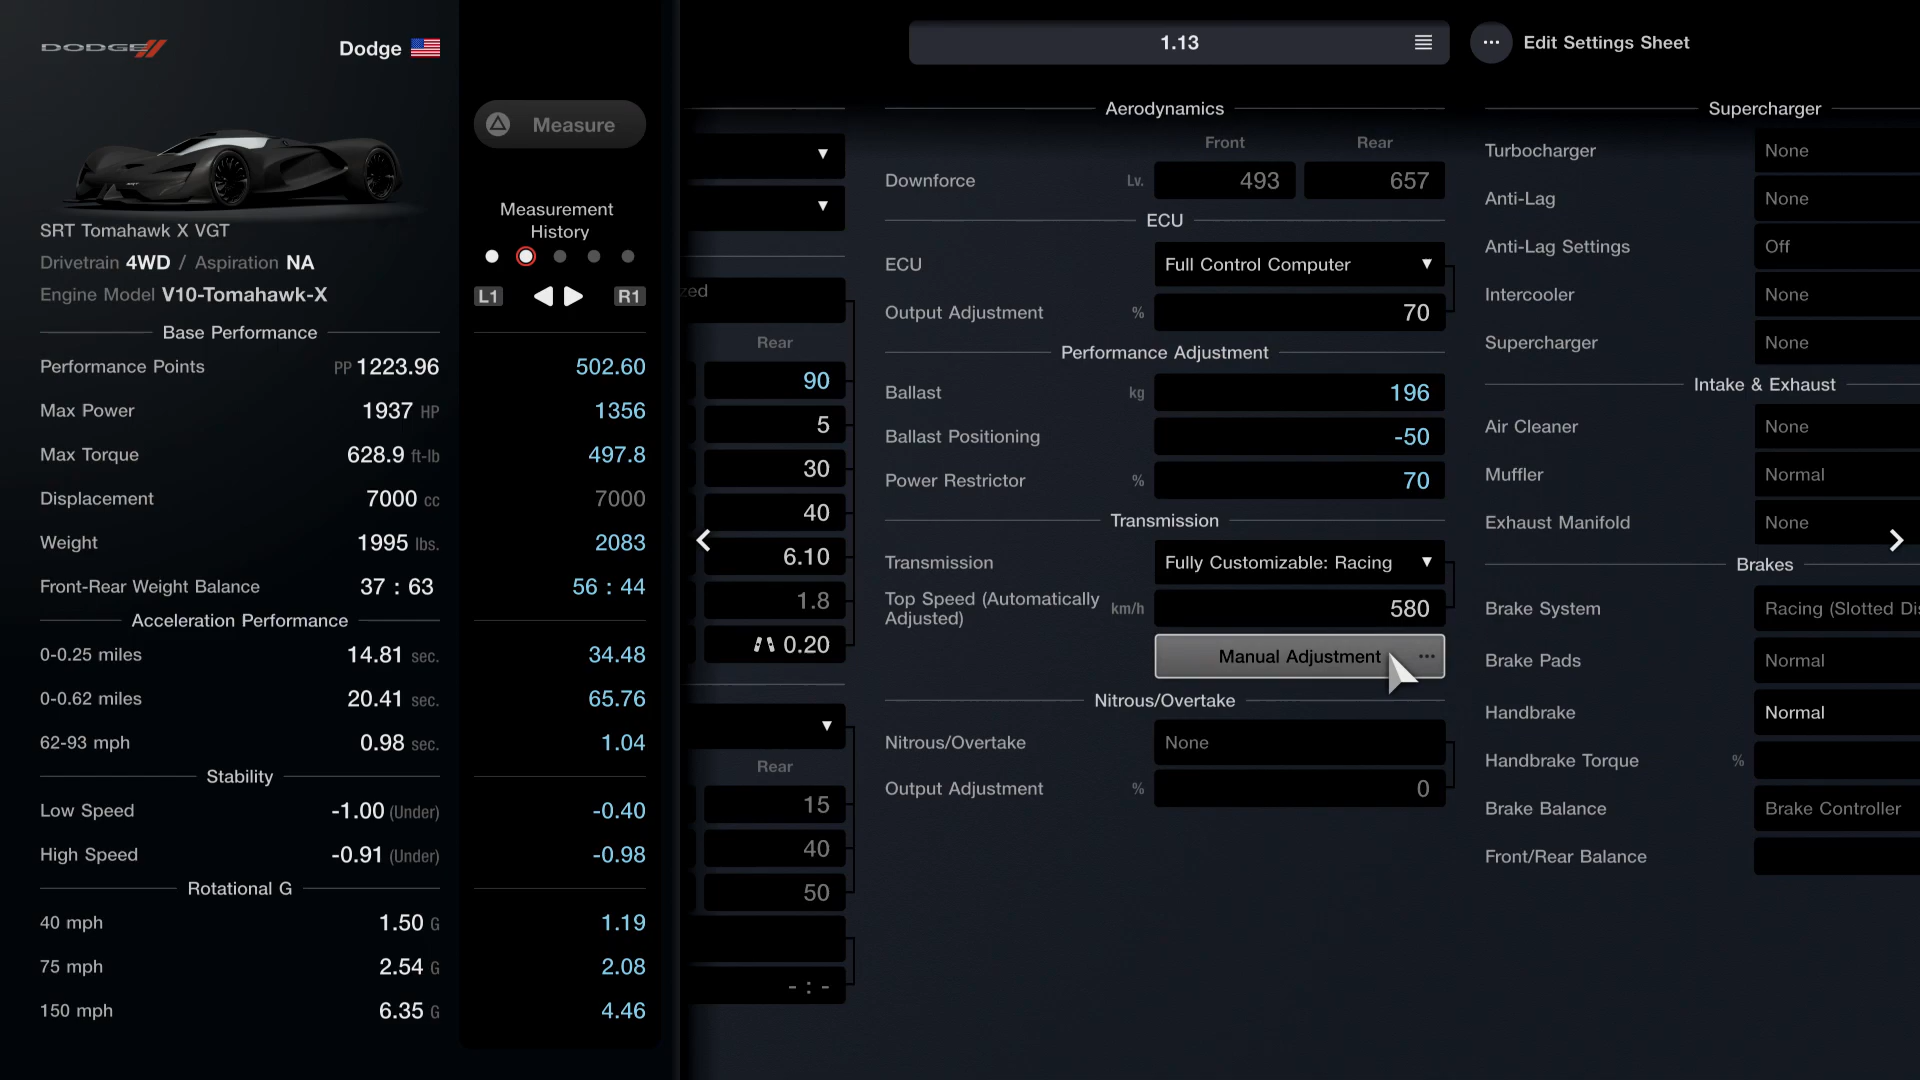 DODGE
Dodge
SRT Tomahawk X VGT
Drivetrain 4WD / Aspiration NA
Engine Model V10-Tomahawk-X
Base Performance
Performance Points PP 1223.96
Max Power 1937 HP
Max Torque 628.9 ft-lb
Displacement 7000 cc
Weight 1995 lbs.
Front-Rear Weight Balance 37 : 63
Acceleration Performance
0-0.25 miles 14.81 sec.
0-0.62 miles 20.41 sec.
62-93 mph 0.98 sec.
Stability
Low Speed -1.00 (Under)
High Speed -0.91 (Under)
Rotational G
40 mph 1.50 G
75 mph 2.54 G
150 mph 6.35 G
Measure
Measurement
History
L1 R1
502.60
1356
497.8
7000
2083
56 : 44
34.48
65.76
1.04
-0.40
-0.98
1.19
2.08
4.46
zed
Rear
90
5
30
40
6.10
1.8
0.20
Rear
15
40
50
- : -
1.13
Edit Settings Sheet
Aerodynamics
Front Rear
Downforce Lv. 493 657
ECU
ECU Full Control Computer
Output Adjustment % 70
Performance Adjustment
Ballast kg 196
Ballast Positioning -50
Power Restrictor % 70
Transmission
Transmission Fully Customizable: Racing
Top Speed (Automatically
Adjusted) km/h 580
Manual Adjustment
Nitrous/Overtake
Nitrous/Overtake None
Output Adjustment % 0
Supercharger
Turbocharger None
Anti-Lag None
Anti-Lag Settings Off
Intercooler None
Supercharger None
Intake & Exhaust
Air Cleaner None
Muffler Normal
Exhaust Manifold None
Brakes
Brake System Racing (Slotted Dis
Brake Pads Normal
Handbrake Normal
Handbrake Torque %
Brake Balance Brake Controller
Front/Rear Balance